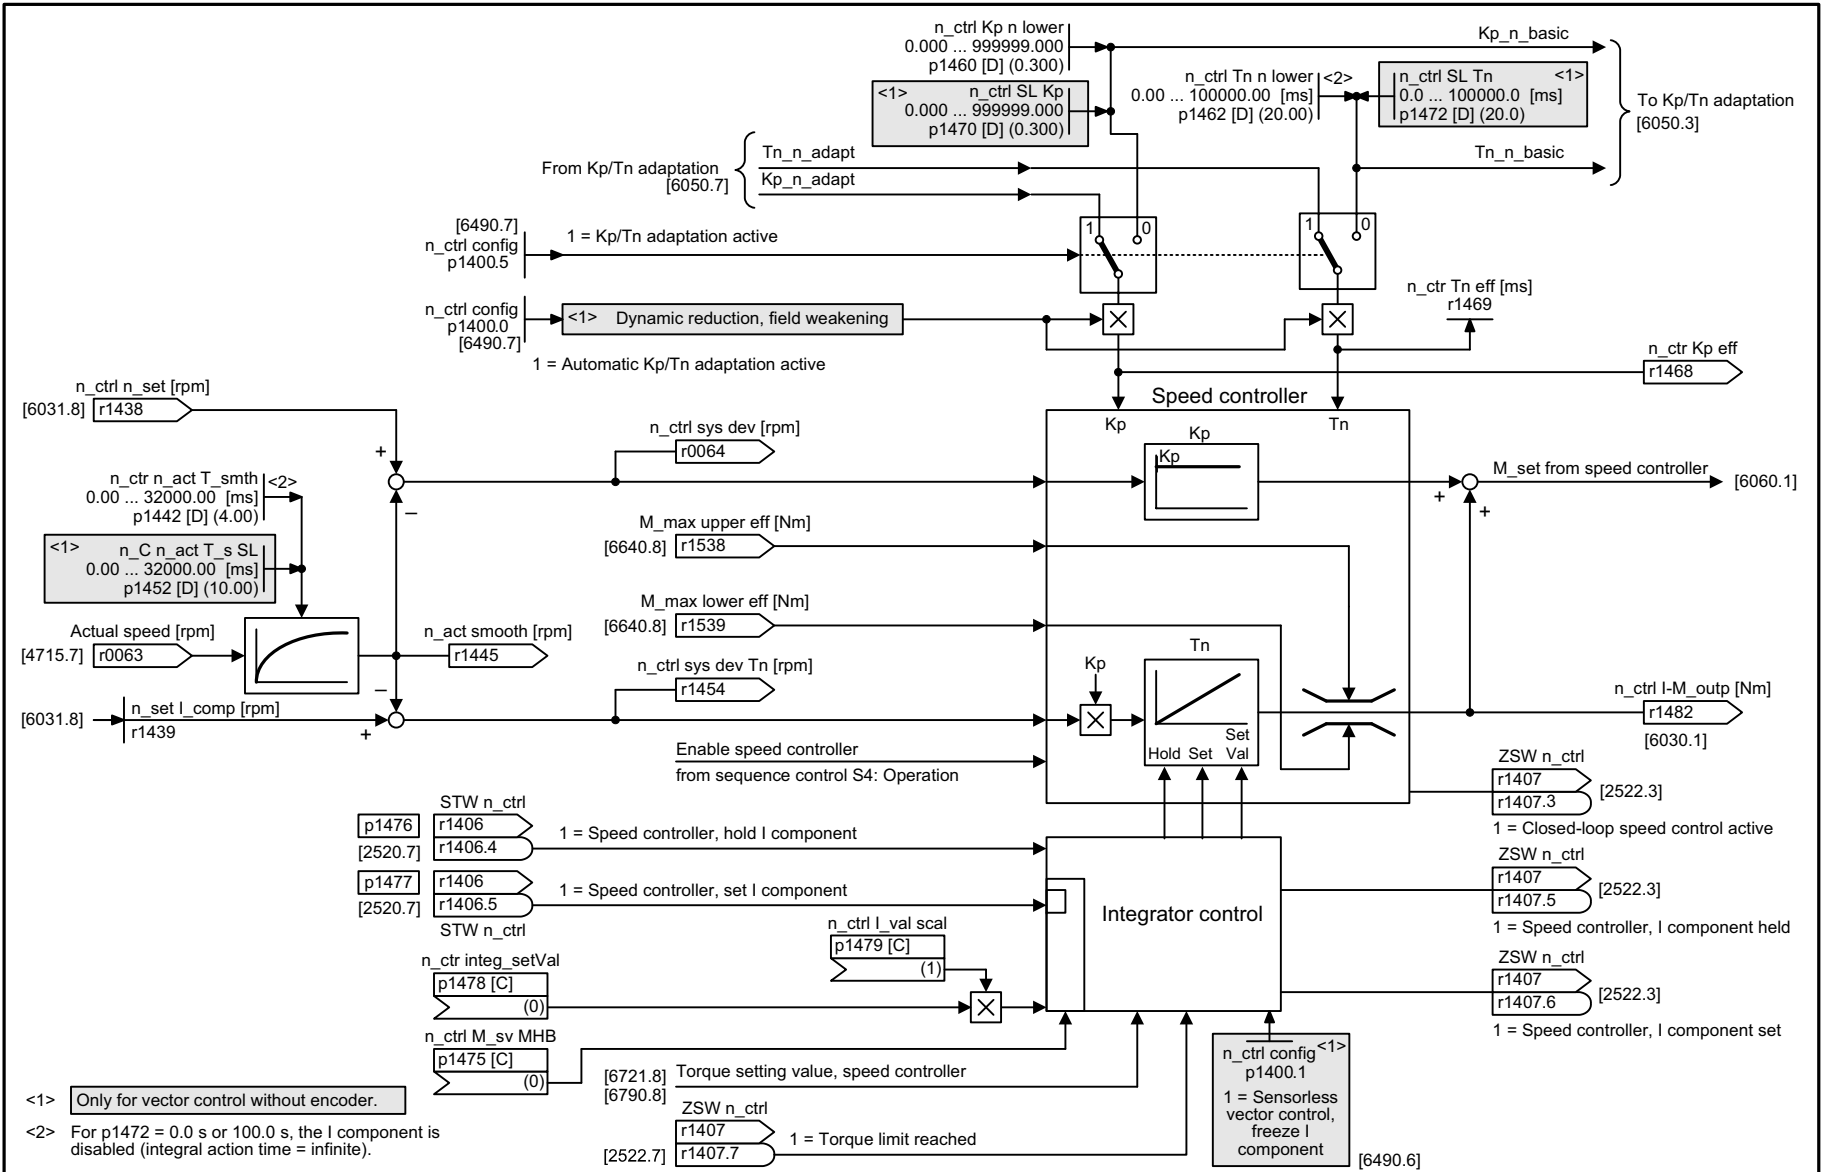 n_ctrl Kp n lower
0.000 ... 999999.000
p1460 [D] (0.300)
Kp_n_basic
<1> n_ctrl SL Kp
0.000 ... 999999.000
p1470 [D] (0.300)
n_ctrl Tn n lower <2>
0.00 ... 100000.00 [ms]
p1462 [D] (20.00)
n_ctrl SL Tn <1>
0.0 ... 100000.0 [ms]
p1472 [D] (20.0)
To Kp/Tn adaptation
[6050.3]
From Kp/Tn adaptation
[6050.7]
Tn_n_adapt
Kp_n_adapt
Tn_n_basic
[6490.7]
n_ctrl config
p1400.5
1 = Kp/Tn adaptation active
1 0
1 0
n_ctrl config
p1400.0
[6490.7]
<1> Dynamic reduction, field weakening
1 = Automatic Kp/Tn adaptation active
n_ctr Tn eff [ms]
r1469
n_ctr Kp eff
r1468
n_ctrl n_set [rpm]
[6031.8] r1438
+
n_ctrl sys dev [rpm]
r0064
Speed controller
Kp
Tn
Kp
Kp
M_set from speed controller
[6060.1]
+
+
n_ctr n_act T_smth <2>
0.00 ... 32000.00 [ms]
p1442 [D] (4.00)
–
<1> n_C n_act T_s SL
0.00 ... 32000.00 [ms]
p1452 [D] (10.00)
M_max upper eff [Nm]
[6640.8] r1538
M_max lower eff [Nm]
[6640.8] r1539
Actual speed [rpm]
[4715.7] r0063
n_act smooth [rpm]
r1445
n_ctrl sys dev Tn [rpm]
r1454
–
[6031.8]
n_set I_comp [rpm]
r1439
+
Kp
Tn
Hold Set Set Val
n_ctrl I-M_outp [Nm]
r1482
[6030.1]
Enable speed controller
from sequence control S4: Operation
ZSW n_ctrl
r1407
r1407.3
[2522.3]
1 = Closed-loop speed control active
STW n_ctrl
p1476 r1406
[2520.7] r1406.4
1 = Speed controller, hold I component
p1477 r1406
[2520.7] r1406.5
STW n_ctrl
1 = Speed controller, set I component
Integrator control
ZSW n_ctrl
r1407
r1407.5
[2522.3]
1 = Speed controller, I component held
n_ctrl I_val scal
p1479 [C]
(1)
n_ctr integ_setVal
p1478 [C]
(0)
ZSW n_ctrl
r1407
r1407.6
[2522.3]
1 = Speed controller, I component set
n_ctrl M_sv MHB
p1475 [C]
(0)
[6721.8]
[6790.8]
Torque setting value, speed controller
ZSW n_ctrl
r1407
[2522.7] r1407.7
1 = Torque limit reached
n_ctrl config <1>
p1400.1
1 = Sensorless
vector control,
freeze I
component
[6490.6]
<1> Only for vector control without encoder.
<2> For p1472 = 0.0 s or 100.0 s, the I component is
disabled (integral action time = infinite).